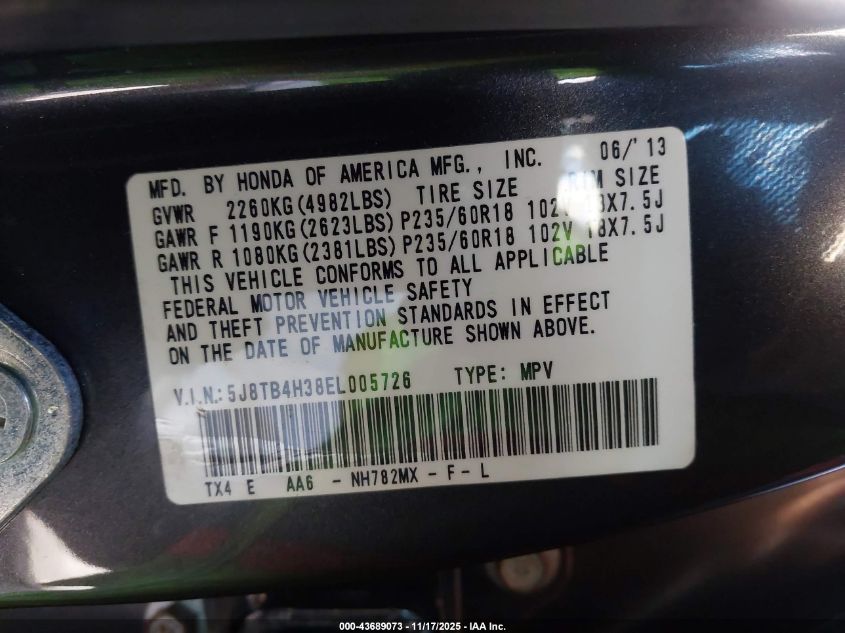 MFD. BY HONDA OF AMERICA MFG., INC. 06/'13
GVWR 2260KG(4982LBS) TIRE SIZE SIZE
GAWR F 1190KG(2623LBS) P235/60R18 X7.5J
GAWR R 1080KG(2381LBS) P235/60R18 102V 18X7.5J
THIS VEHICLE CONFORMS TO ALL APPLICABLE
FEDERAL MOTOR VEHICLE SAFETY
AND THEFT PREVENTION STANDARDS IN EFFECT
ON THE DATE OF MANUFACTURE SHOWN ABOVE.
V.I.N.: 5J8TB4H38EL005726 TYPE: MPV
TX4 E AA6 - NH782MX - F - L
000-43689073 - 11/17/2025 - IAA Inc.